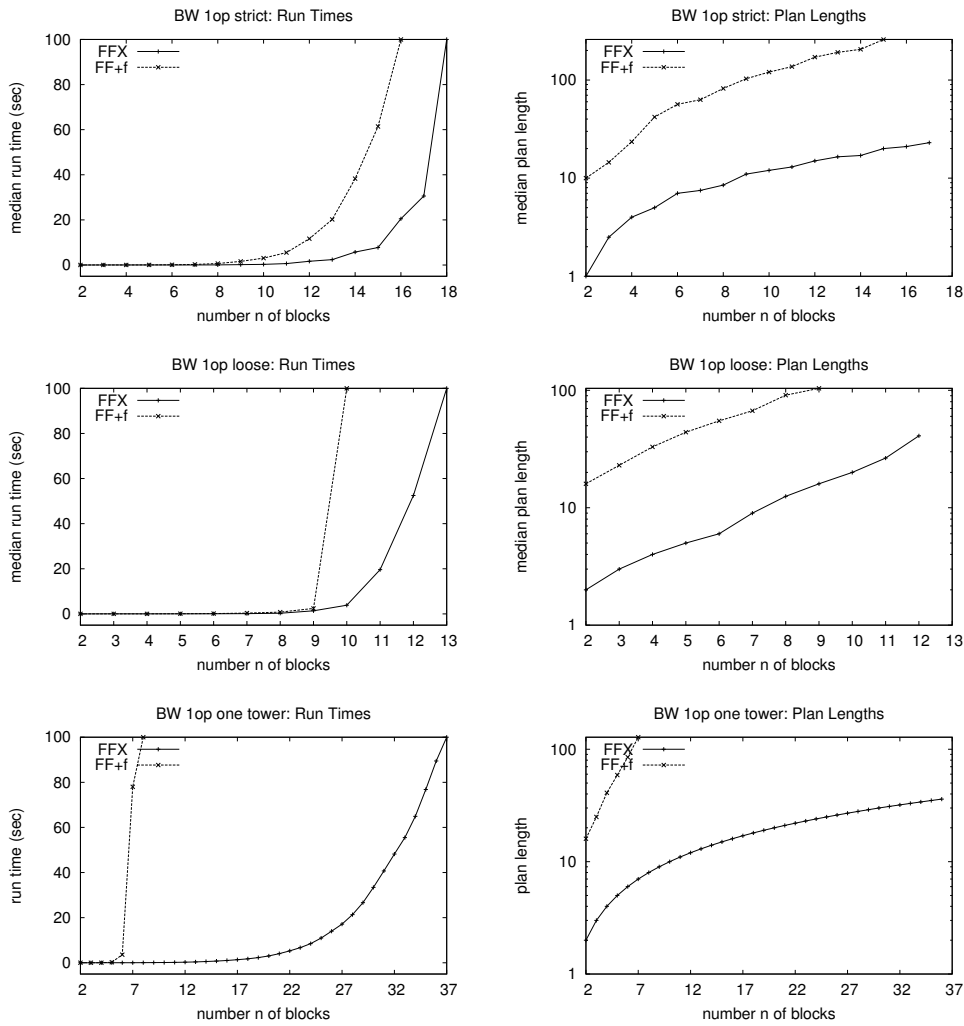 BW 1op strict: Run Times
median run time (sec)
100
80
60
40
20
0
FFX
FF+f
2 4 6 8 10 12 14 16 18
number n of blocks
BW 1op strict: Plan Lengths
median plan length
100
10
1
FFX
FF+f
2 4 6 8 10 12 14 16 18
number n of blocks
BW 1op loose: Run Times
median run time (sec)
100
80
60
40
20
0
FFX
FF+f
2 3 4 5 6 7 8 9 10 11 12 13
number n of blocks
BW 1op loose: Plan Lengths
median plan length
100
10
1
FFX
FF+f
2 3 4 5 6 7 8 9 10 11 12 13
number n of blocks
BW 1op one tower: Run Times
run time (sec)
100
80
60
40
20
0
FFX
FF+f
2 7 12 17 22 27 32 37
number n of blocks
BW 1op one tower: Plan Lengths
plan length
100
10
1
FFX
FF+f
2 7 12 17 22 27 32 37
number n of blocks